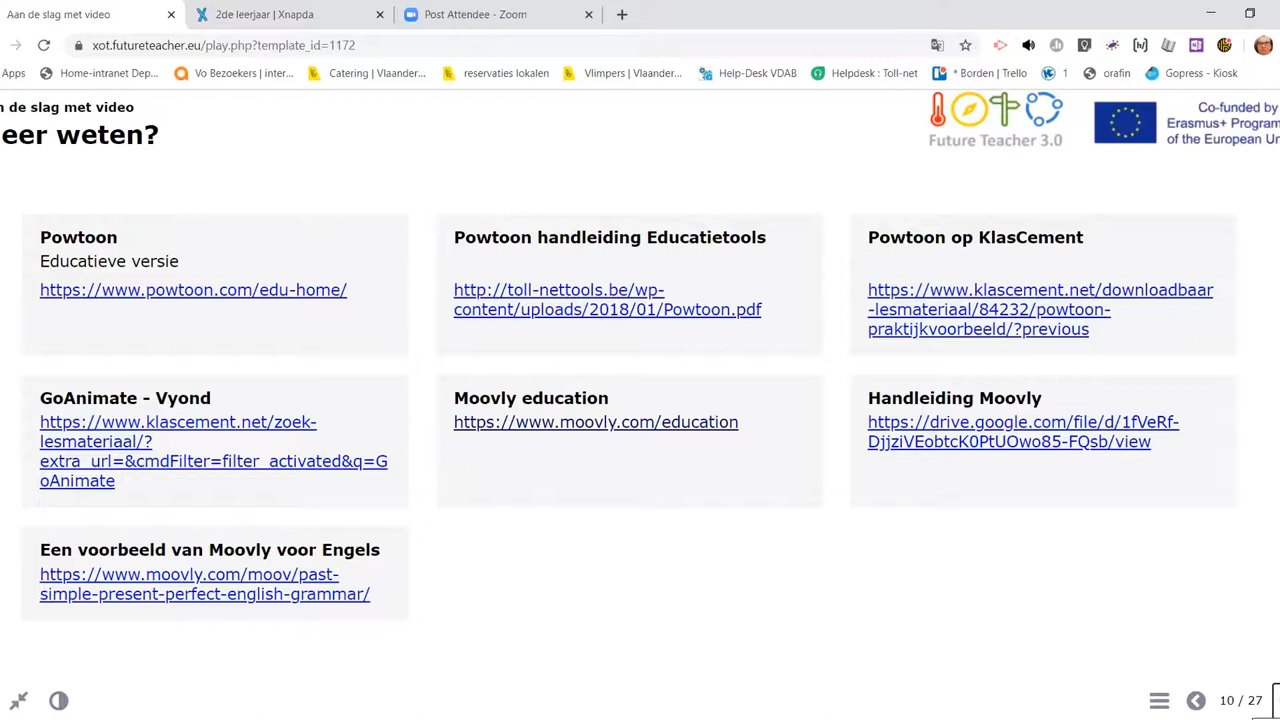 Aan de slag met video
2de leerjaar | Xnapda
Post Attendee - Zoom
xot.futureteacher.eu/play.php?template_id=1172
Apps
Home-intranet Dep...
Vo Bezoekers | inter...
Catering | Vlaander...
reservaties lokalen
Vlimpers | Vlaander...
Help-Desk VDAB
Helpdesk : Toll-net
* Borden | Trello
1
orafin
Gopress - Kiosk
n de slag met video
eer weten?
Future Teacher 3.0
Co-funded by
Erasmus+ Program
of the European Un
Powtoon
Educatieve versie
https://www.powtoon.com/edu-home/
Powtoon handleiding Educatietools
http://toll-nettools.be/wp-
content/uploads/2018/01/Powtoon.pdf
Powtoon op KlasCement
https://www.klascement.net/downloadbaar
-lesmateriaal/84232/powtoon-
praktijkvoorbeeld/?previous
GoAnimate - Vyond
https://www.klascement.net/zoek-
lesmateriaal/?
extra_url=&cmdFilter=filter_activated&q=G
oAnimate
Moovly education
https://www.moovly.com/education
Handleiding Moovly
https://drive.google.com/file/d/1fVeRf-
DjjziVEobtcK0PtUOwo85-FQsb/view
Een voorbeeld van Moovly voor Engels
https://www.moovly.com/moov/past-
simple-present-perfect-english-grammar/
10 / 27